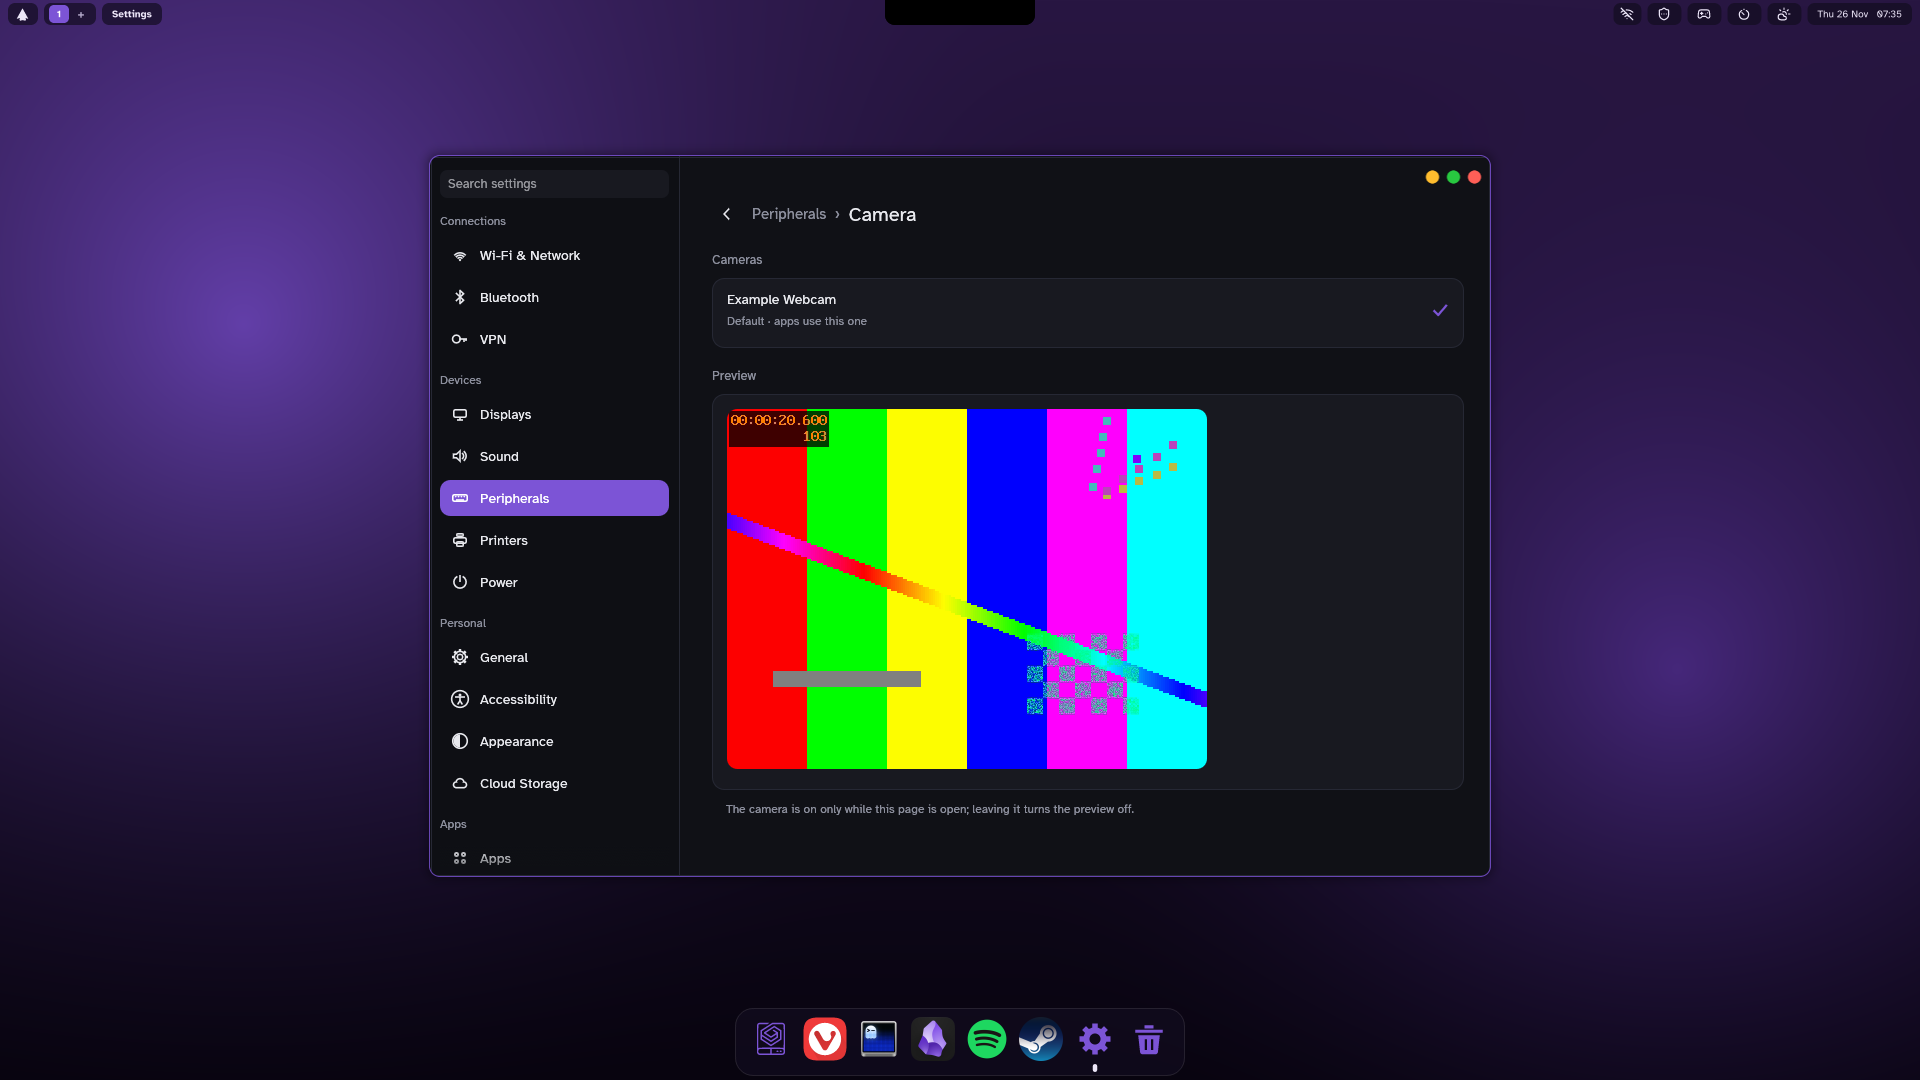 1
+
Settings
Thu 26 Nov 07:35
Search settings
Connections
Wi-Fi & Network
Bluetooth
VPN
Devices
Displays
Sound
Peripherals
Printers
Power
Personal
General
Accessibility
Appearance
Cloud Storage
Apps
Apps
Peripherals › Camera
Cameras
Example Webcam
Default · apps use this one
Preview
00:00:20.600
103
The camera is on only while this page is open; leaving it turns the preview off.